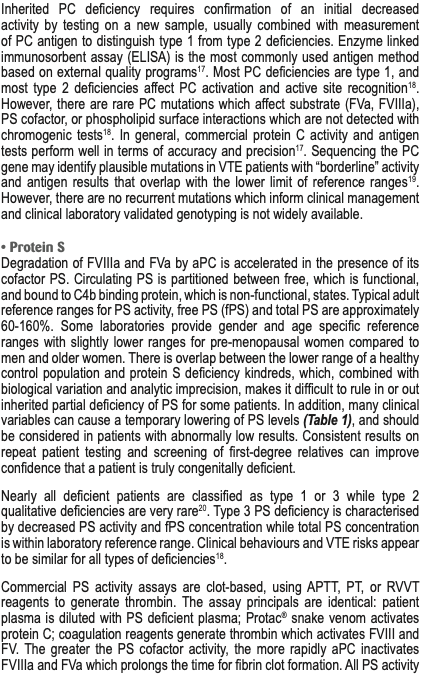 Inherited PC deficiency requires confirmation of an initial decreased
activity by testing on a new sample, usually combined with measurement
of PC antigen to distinguish type 1 from type 2 deficiencies. Enzyme linked
immunosorbent assay (ELISA) is the most commonly used antigen method
based on external quality programs¹⁷. Most PC deficiencies are type 1, and
most type 2 deficiencies affect PC activation and active site recognition¹⁸.
However, there are rare PC mutations which affect substrate (FVa, FVIIIa),
PS cofactor, or phospholipid surface interactions which are not detected with
chromogenic tests¹⁸. In general, commercial protein C activity and antigen
tests perform well in terms of accuracy and precision¹⁷. Sequencing the PC
gene may identify plausible mutations in VTE patients with “borderline” activity
and antigen results that overlap with the lower limit of reference ranges¹⁹.
However, there are no recurrent mutations which inform clinical management
and clinical laboratory validated genotyping is not widely available.
• Protein S
Degradation of FVIIIa and FVa by aPC is accelerated in the presence of its
cofactor PS. Circulating PS is partitioned between free, which is functional,
and bound to C4b binding protein, which is non-functional, states. Typical adult
reference ranges for PS activity, free PS (fPS) and total PS are approximately
60-160%. Some laboratories provide gender and age specific reference
ranges with slightly lower ranges for pre-menopausal women compared to
men and older women. There is overlap between the lower range of a healthy
control population and protein S deficiency kindreds, which, combined with
biological variation and analytic imprecision, makes it difficult to rule in or out
inherited partial deficiency of PS for some patients. In addition, many clinical
variables can cause a temporary lowering of PS levels (Table 1), and should
be considered in patients with abnormally low results. Consistent results on
repeat patient testing and screening of first-degree relatives can improve
confidence that a patient is truly congenitally deficient.
Nearly all deficient patients are classified as type 1 or 3 while type 2
qualitative deficiencies are very rare²⁰. Type 3 PS deficiency is characterised
by decreased PS activity and fPS concentration while total PS concentration
is within laboratory reference range. Clinical behaviours and VTE risks appear
to be similar for all types of deficiencies¹⁸.
Commercial PS activity assays are clot-based, using APTT, PT, or RVVT
reagents to generate thrombin. The assay principals are identical: patient
plasma is diluted with PS deficient plasma; Protac® snake venom activates
protein C; coagulation reagents generate thrombin which activates FVIII and
FV. The greater the PS cofactor activity, the more rapidly aPC inactivates
FVIIIa and FVa which prolongs the time for fibrin clot formation. All PS activity